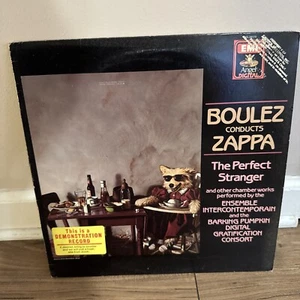 EMI
Angel
DIGITAL
BOULEZ
CONDUCTS
ZAPPA
The Perfect
Stranger
and other chamber works
performed by the
ENSEMBLE
INTERCONTEMPORAIN
and the
BARKING PUMPKIN
DIGITAL
GRATIFICATION
CONSORT
This is a
DEMONSTRATION
RECORD